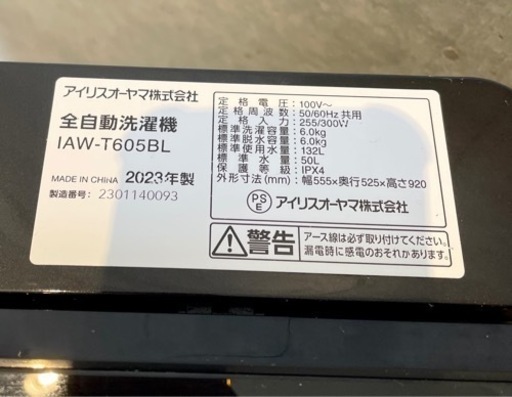 アイリスオーヤマ株式会社
全自動洗濯機
IAW-T605BL
MADE IN CHINA 2023年製
製造番号: 2301140093
定格電圧: 100V～
定格周波数: 50/60Hz 共用
定格入力: 255/300W
標準洗濯容量: 6.0kg
標準脱水容量: 6.0kg
標準使用水量: 132L
標準水量: 50L
保護等級: IPX4
外形寸法(mm): 幅555×奥行525×高さ920
PS
E
アイリスオーヤマ株式会社
警告
アース線は必ず取り付けてください。
漏電時に感電のおそれがあります。